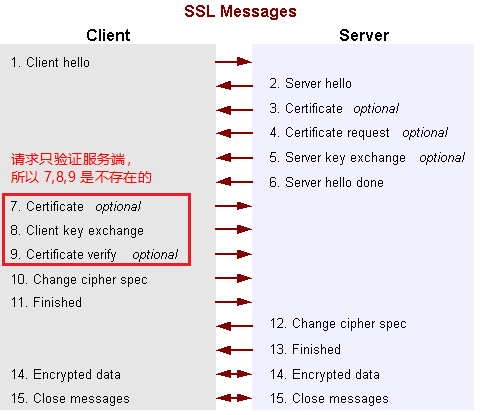 SSL Messages
Client Server
1. Client hello
2. Server hello
3. Certificate optional
4. Certificate request optional
请求只验证服务端，
5. Server key exchange optional
所以 7,8,9 是不存在的
6. Server hello done
7. Certificate optional
8. Client key exchange
9. Certificate verify optional
10. Change cipher spec
11. Finished
12. Change cipher spec
13. Finished
14. Encrypted data 14. Encrypted data
15. Close messages 15. Close messages